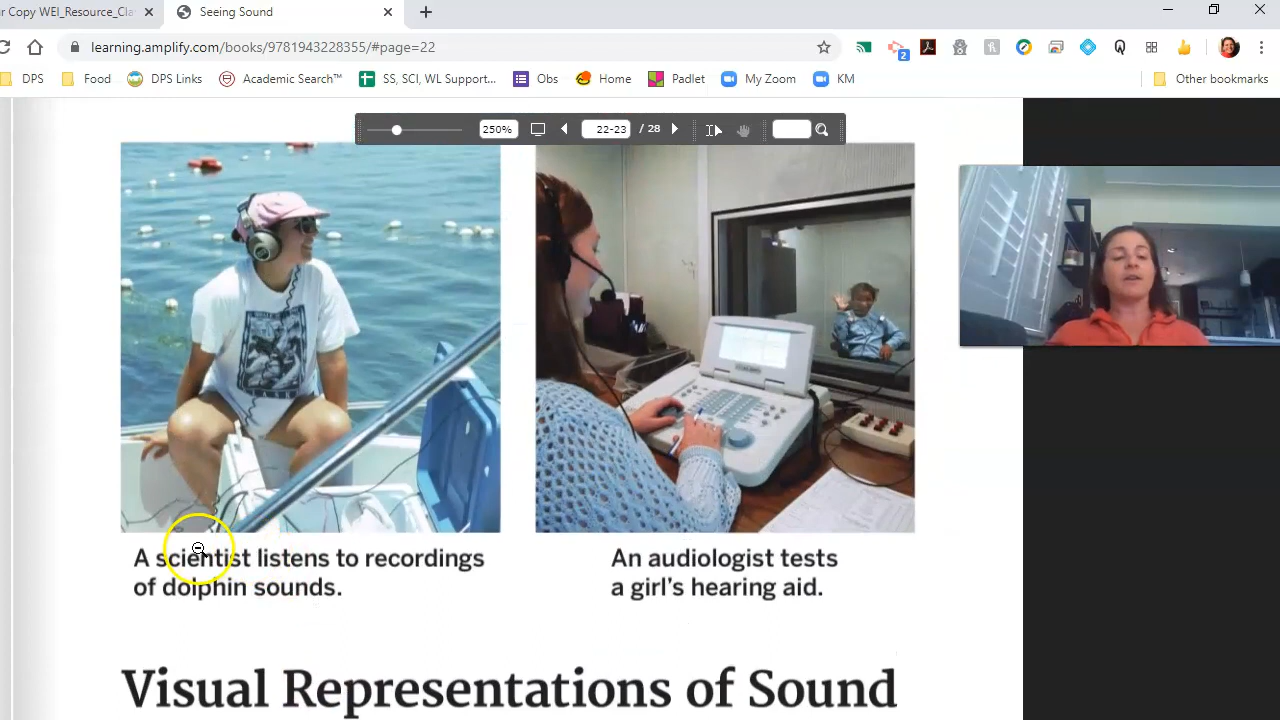 r Copy WEI_Resource_Cla
Seeing Sound
learning.amplify.com/books/9781943228355/#page=22
2
DPS
Food
DPS Links
Academic Search™
SS, SCI, WL Support...
Obs
Home
Padlet
My Zoom
KM
Other bookmarks
250%
22-23 / 28
A scientist listens to recordings
of dolphin sounds.
An audiologist tests
a girl's hearing aid.
Visual Representations of Sound